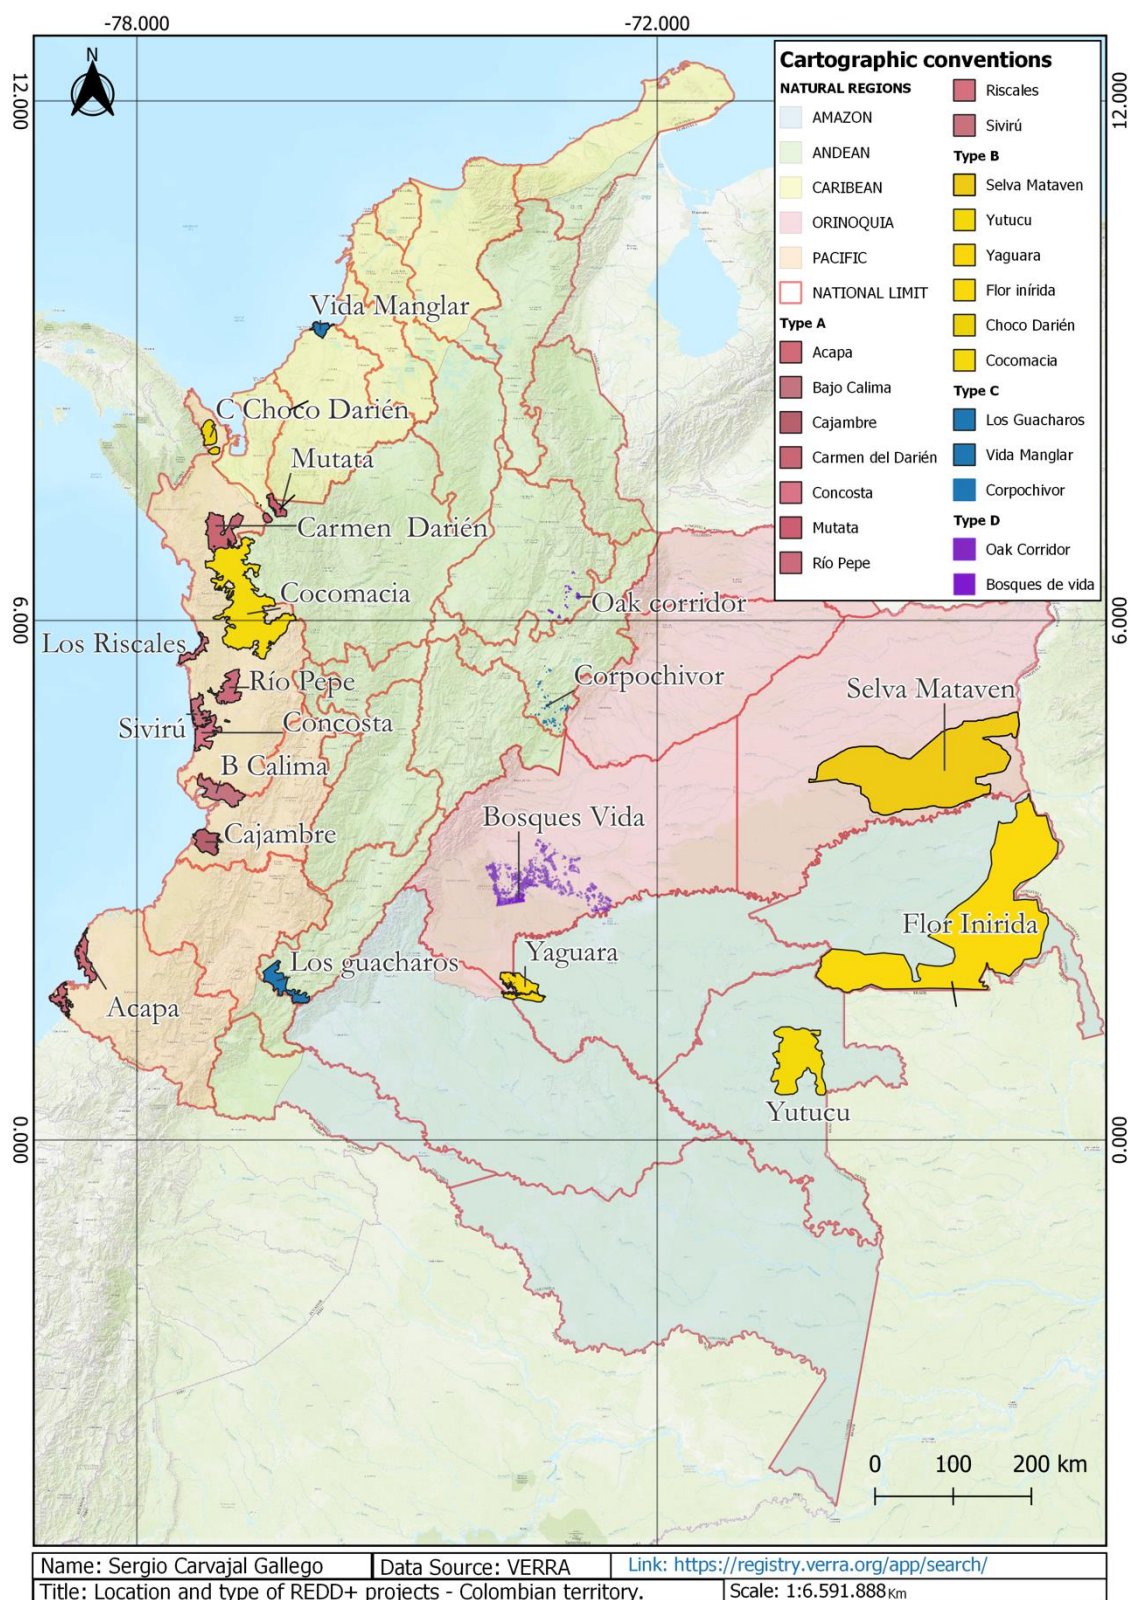 -78.000
-72.000
12.000
12.000
N
Cartographic conventions
NATURAL REGIONS
AMAZON
ANDEAN
CARIBEAN
ORINOQUIA
PACIFIC
NATIONAL LIMIT
Type A
Acapa
Bajo Calima
Cajambre
Carmen del Darién
Concosta
Mutata
Río Pepe
Riscales
Sivirú
Type B
Selva Mataven
Yutucu
Yaguara
Flor inírida
Choco Darién
Cocomacia
Type C
Los Guacharos
Vida Manglar
Corpochivor
Type D
Oak Corridor
Bosques de vida
Vida Manglar
C Choco Darién
Mutata
Carmen Darién
Cocomacia
Oak corridor
6.000
6.000
Los Riscales
Río Pepe
Corpochivor
Selva Mataven
Sivirú
Concosta
B Calima
Bosques Vida
Cajambre
Flor Inirida
Yaguara
Los guacharos
Acapa
Yutucu
0.000
0.000
0 100 200 km
Name: Sergio Carvajal Gallego
Data Source: VERRA
Link: https://registry.verra.org/app/search/
Title: Location and type of REDD+ projects - Colombian territory.
Scale: 1:6.591.888 Km